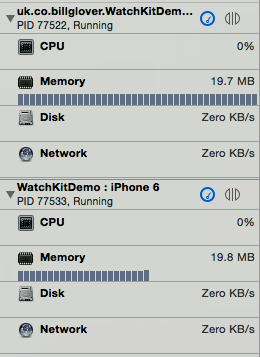 uk.co.billglover.WatchKitDem...
PID 77522, Running
CPU 0%
Memory 19.7 MB
Disk Zero KB/s
Network Zero KB/s
WatchKitDemo : iPhone 6
PID 77533, Running
CPU 0%
Memory 19.8 MB
Disk Zero KB/s
Network Zero KB/s